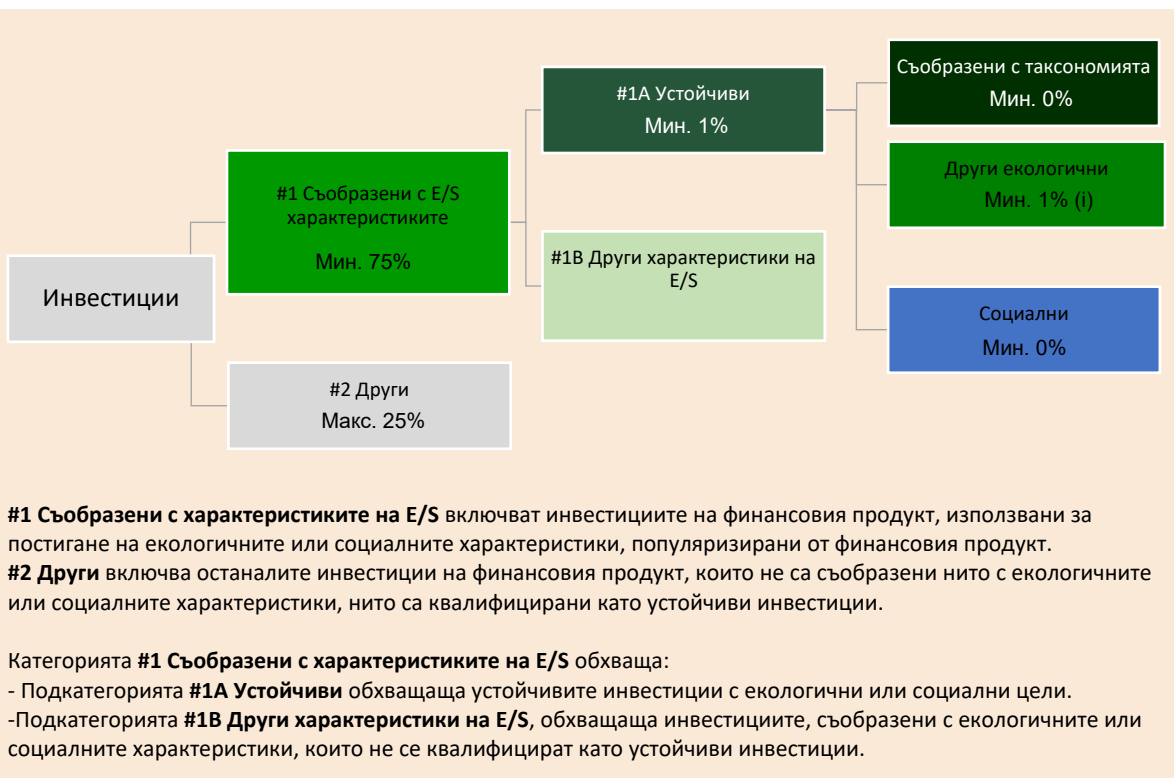 Инвестиции
#1 Съобразени с E/S
характеристиките
Мин. 75%
#2 Други
Макс. 25%
#1A Устойчиви
Мин. 1%
#1B Други характеристики на
E/S
Съобразени с таксономията
Мин. 0%
Други екологични
Мин. 1% (i)
Социални
Мин. 0%
#1 Съобразени с характеристиките на E/S включват инвестициите на финансовия продукт, използвани за
постигане на екологичните или социалните характеристики, популяризирани от финансовия продукт.
#2 Други включва останалите инвестиции на финансовия продукт, които не са съобразени нито с екологичните
или социалните характеристики, нито са квалифицирани като устойчиви инвестиции.
Категорията #1 Съобразени с характеристиките на E/S обхваща:
- Подкатегорията #1A Устойчиви обхващаща устойчивите инвестиции с екологични или социални цели.
-Подкатегорията #1B Други характеристики на E/S, обхващаща инвестициите, съобразени с екологичните или
социалните характеристики, които не се квалифицират като устойчиви инвестиции.